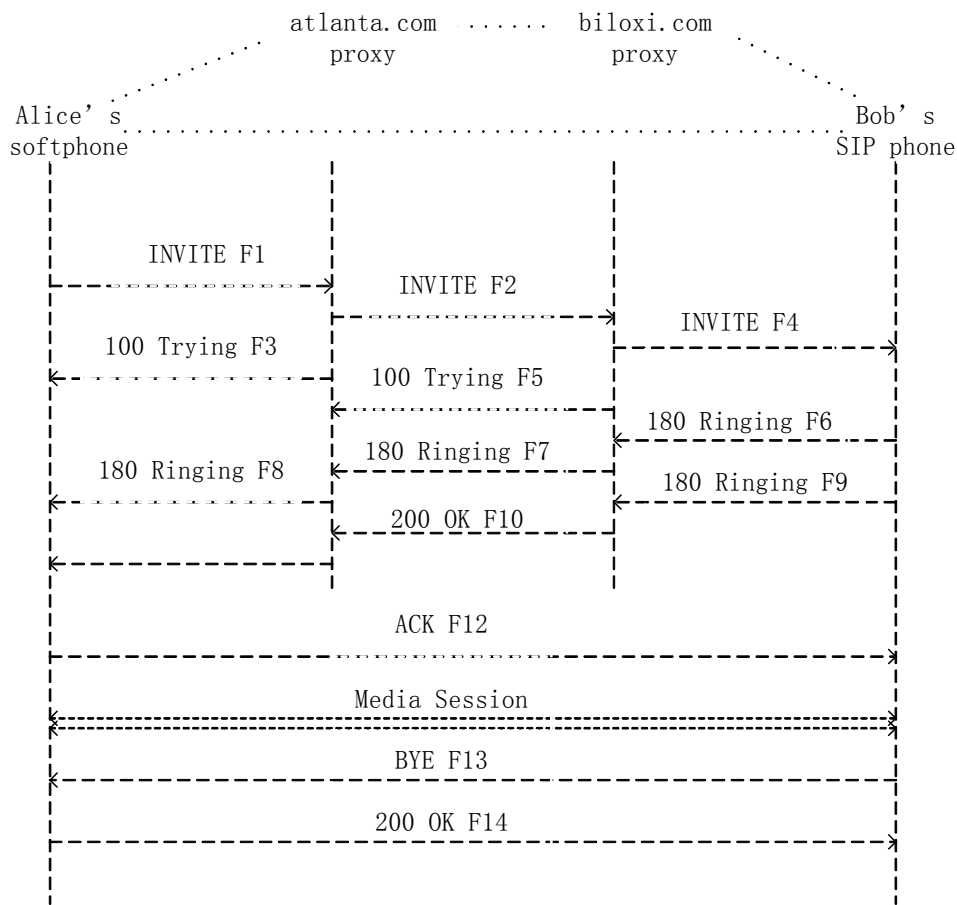 atlanta.com ...... biloxi.com
proxy proxy
Alice’s Bob’s
softphone SIP phone
INVITE F1
INVITE F2
INVITE F4
100 Trying F3
100 Trying F5
180 Ringing F6
180 Ringing F7
180 Ringing F8
180 Ringing F9
200 OK F10
ACK F12
Media Session
BYE F13
200 OK F14